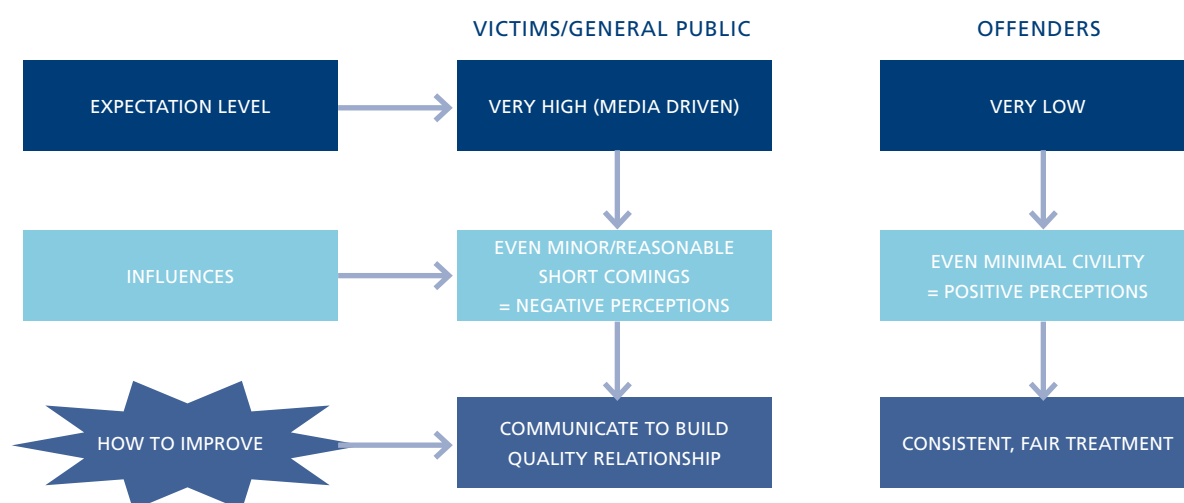 VICTIMS/GENERAL PUBLIC
OFFENDERS
EXPECTATION LEVEL
VERY HIGH (MEDIA DRIVEN)
VERY LOW
INFLUENCES
EVEN MINOR/REASONABLE
SHORT COMINGS
= NEGATIVE PERCEPTIONS
EVEN MINIMAL CIVILITY
= POSITIVE PERCEPTIONS
HOW TO IMPROVE
COMMUNICATE TO BUILD
QUALITY RELATIONSHIP
CONSISTENT, FAIR TREATMENT